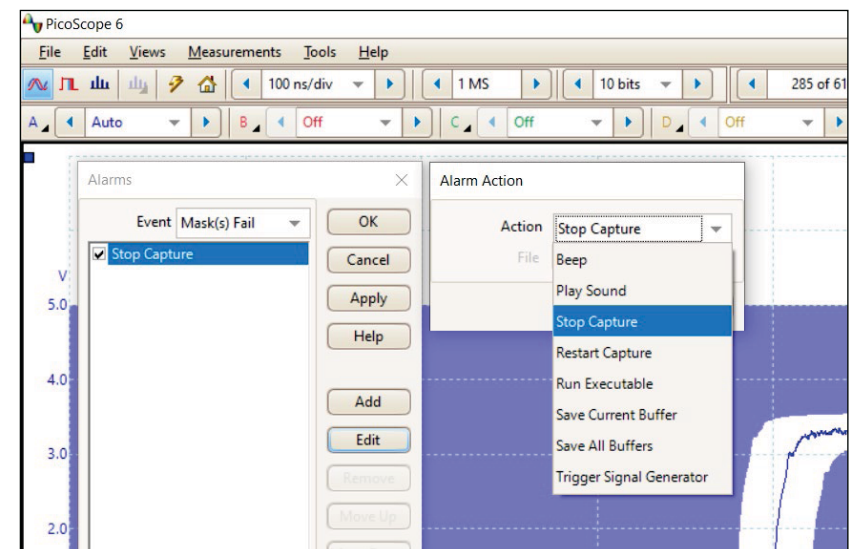 PicoScope 6
File Edit Views Measurements Tools Help
100 ns/div 1 MS 10 bits 285 of 61
A Auto B Off C Off D Off
Alarms
Event Mask(s) Fail
Stop Capture
OK
Cancel
Apply
Help
Add
Edit
Remove
Move Up
Alarm Action
Action Stop Capture
File
Beep
Play Sound
Stop Capture
Restart Capture
Run Executable
Save Current Buffer
Save All Buffers
Trigger Signal Generator
V
5.0
4.0
3.0
2.0